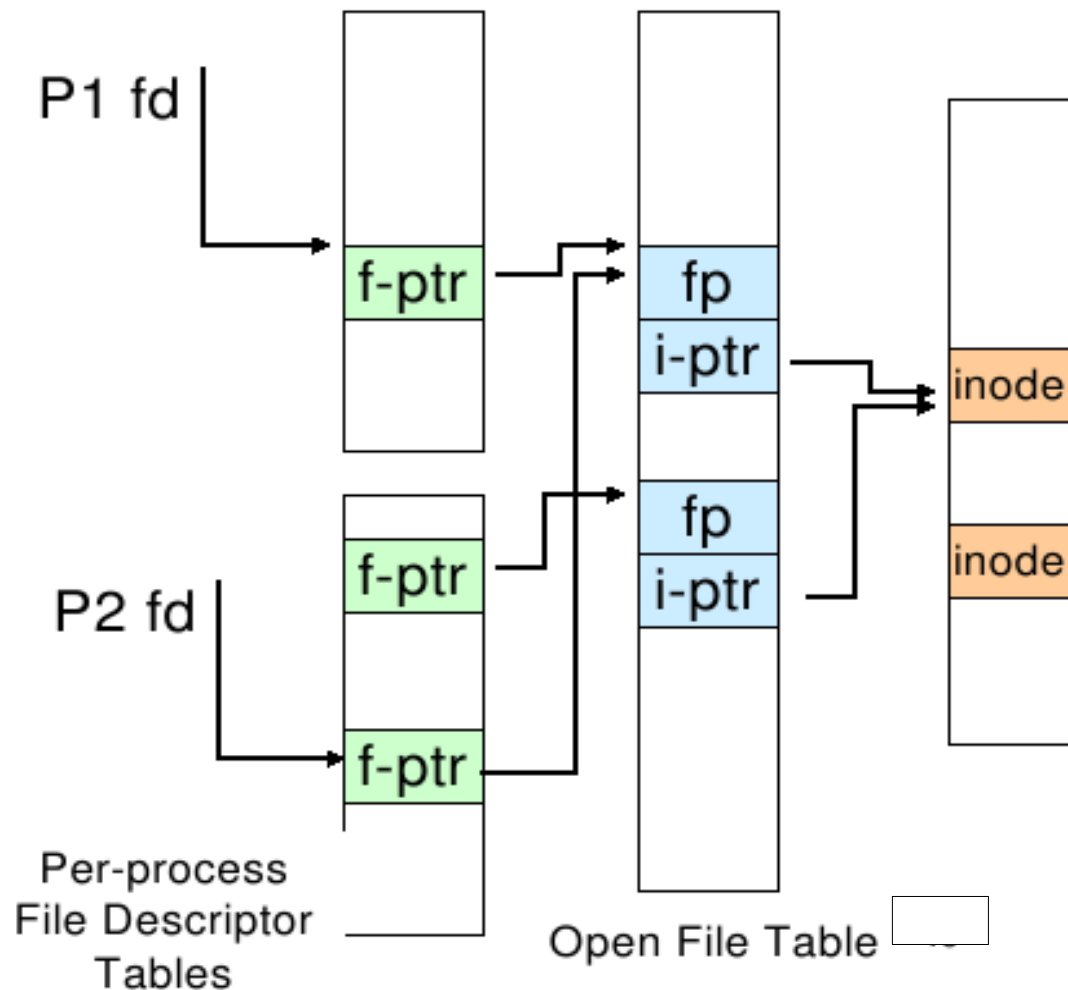 P1 fd
f-ptr
fp
i-ptr
inode
fp
f-ptr
i-ptr
inode
P2 fd
f-ptr
Per-process
File Descriptor
Tables
Open File Table